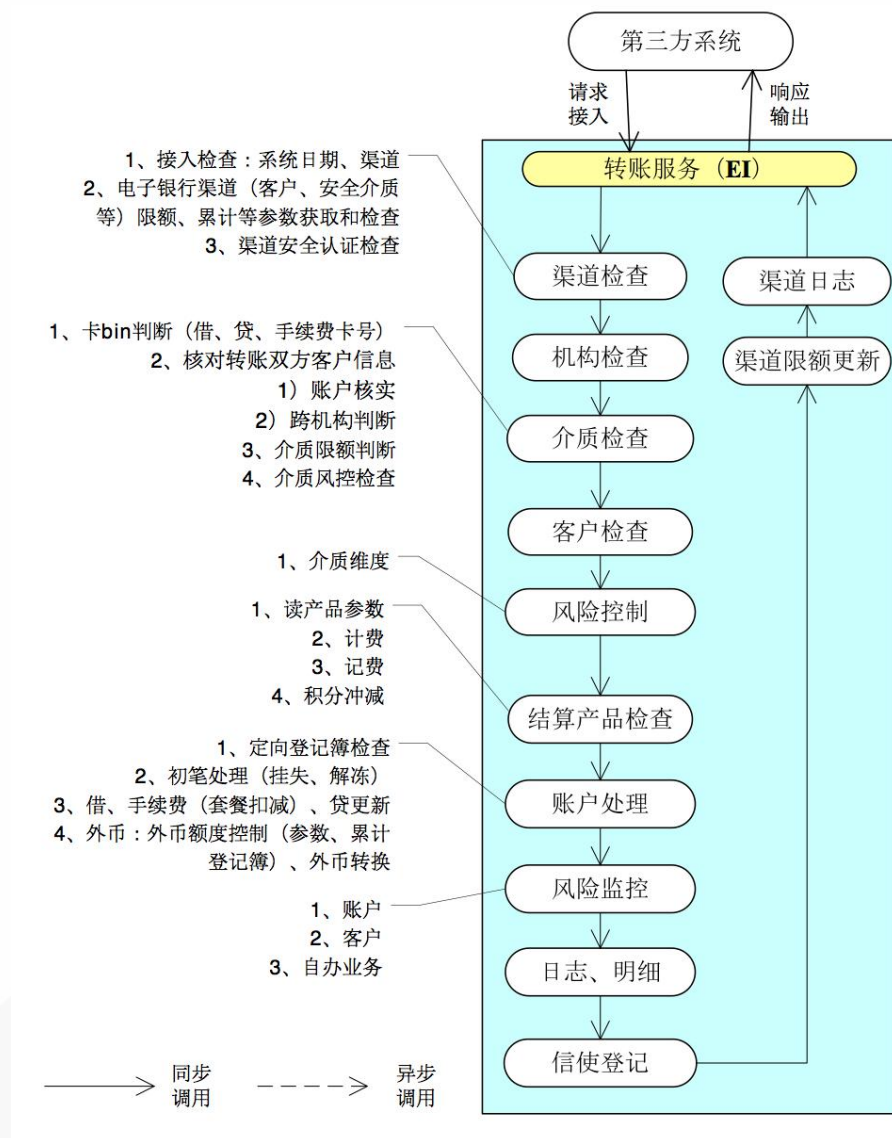 第三方系统
请求
接入
响应
输出
转账服务（EI）
1、接入检查：系统日期、渠道
2、电子银行渠道（客户、安全介质
等）限额、累计等参数获取和检查
3、渠道安全认证检查
渠道检查
渠道日志
机构检查
渠道限额更新
1、卡bin判断（借、贷、手续费卡号）
2、核对转账双方客户信息
1）账户核实
2）跨机构判断
3、介质限额判断
4、介质风控检查
介质检查
客户检查
1、介质维度
风险控制
1、读产品参数
2、计费
3、记费
4、积分冲减
结算产品检查
1、定向登记簿检查
2、初笔处理（挂失、解冻）
3、借、手续费（套餐扣减）、贷更新
4、外币：外币额度控制（参数、累计
登记簿）、外币转换
账户处理
风险监控
1、账户
2、客户
3、自办业务
日志、明细
信使登记
同步
调用
异步
调用